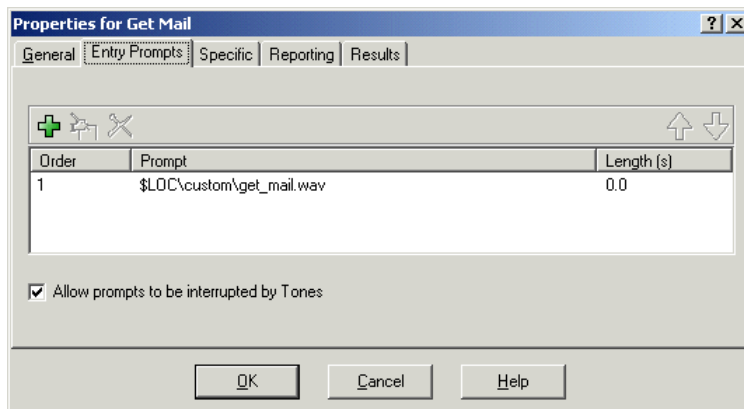 Properties for Get Mail
General Entry Prompts Specific Reporting Results
Order Prompt Length (s)
1 $LOC\custom\get_mail.wav 0.0
Allow prompts to be interrupted by Tones
OK Cancel Help